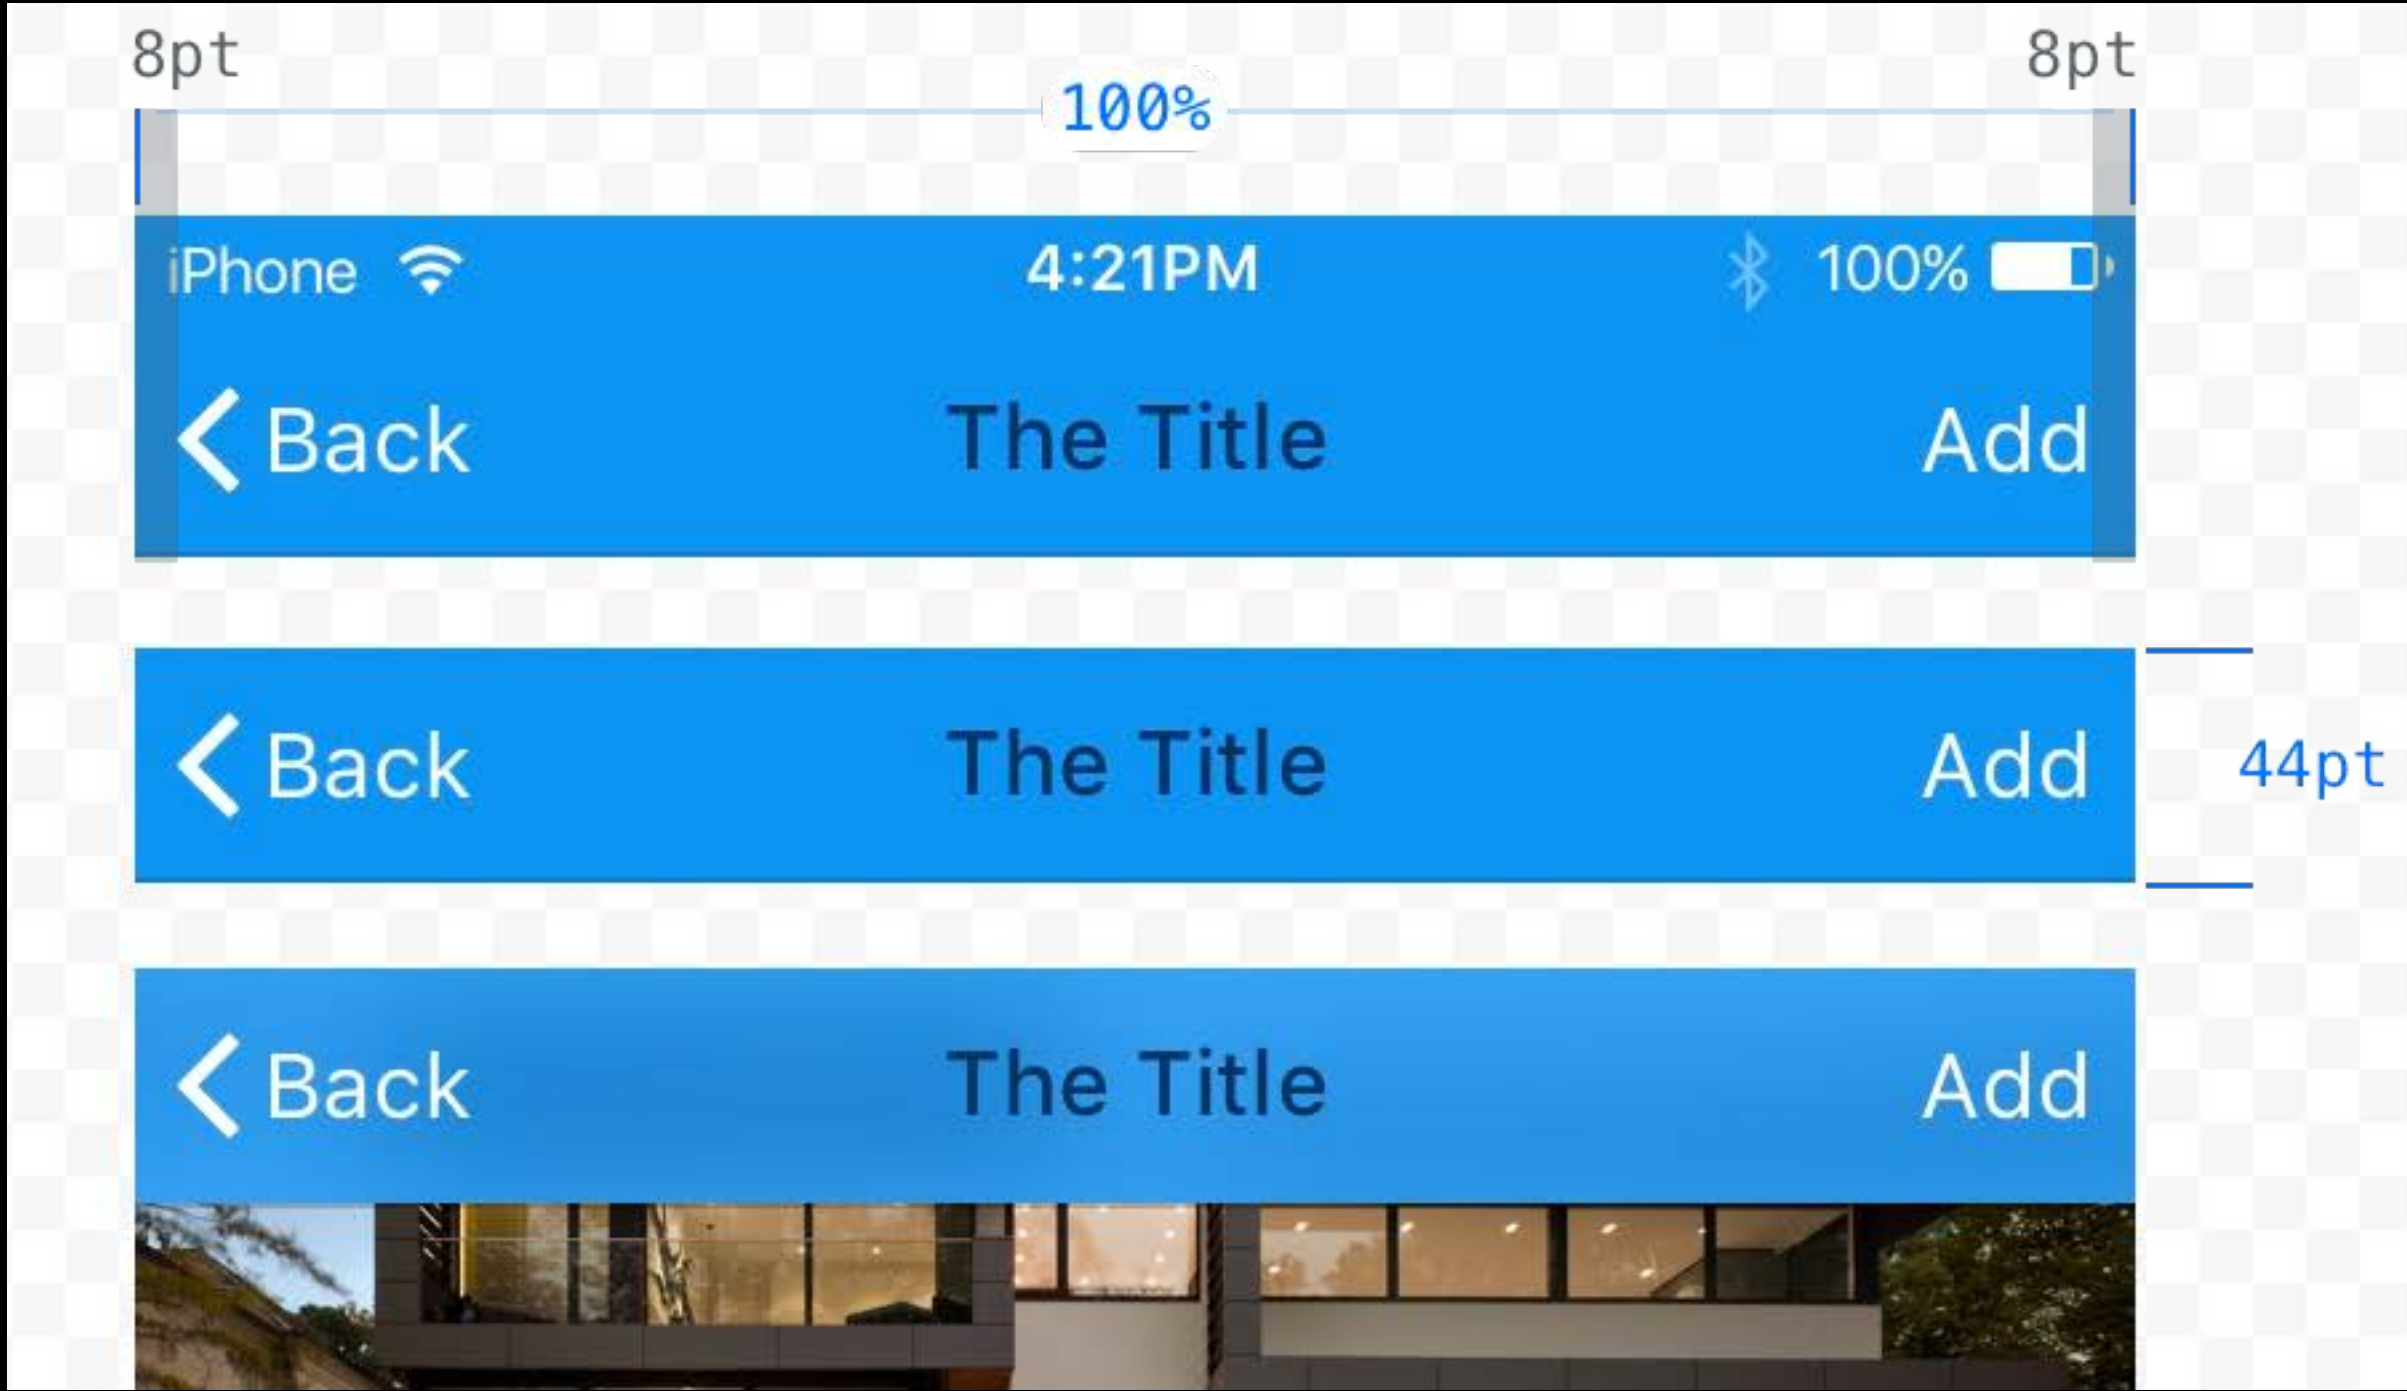 8pt 8pt
100%
iPhone 4:21PM 100%
Back The Title Add
Back The Title Add
44pt
Back The Title Add